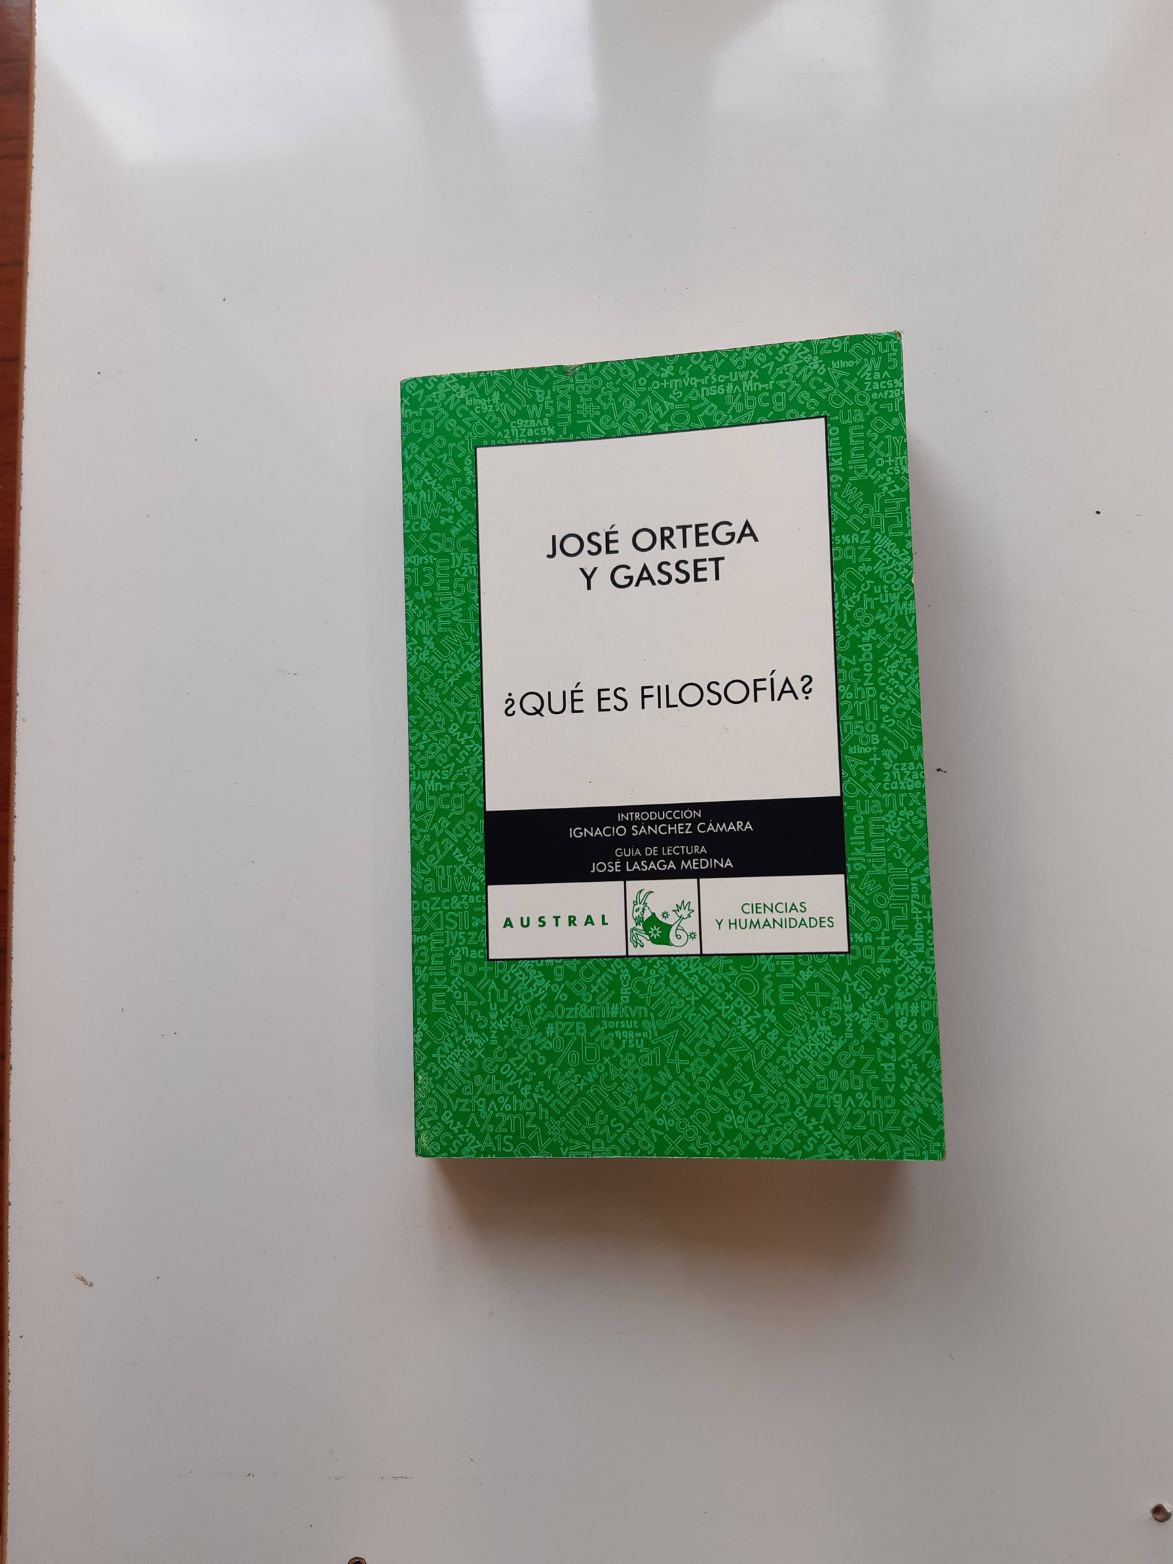 JOSÉ ORTEGA
Y GASSET
¿QUÉ ES FILOSOFÍA?
INTRODUCCIÓN
IGNACIO SÁNCHEZ CÁMARA
GUÍA DE LECTURA
JOSÉ LASAGA MEDINA
AUSTRAL
CIENCIAS
Y HUMANIDADES